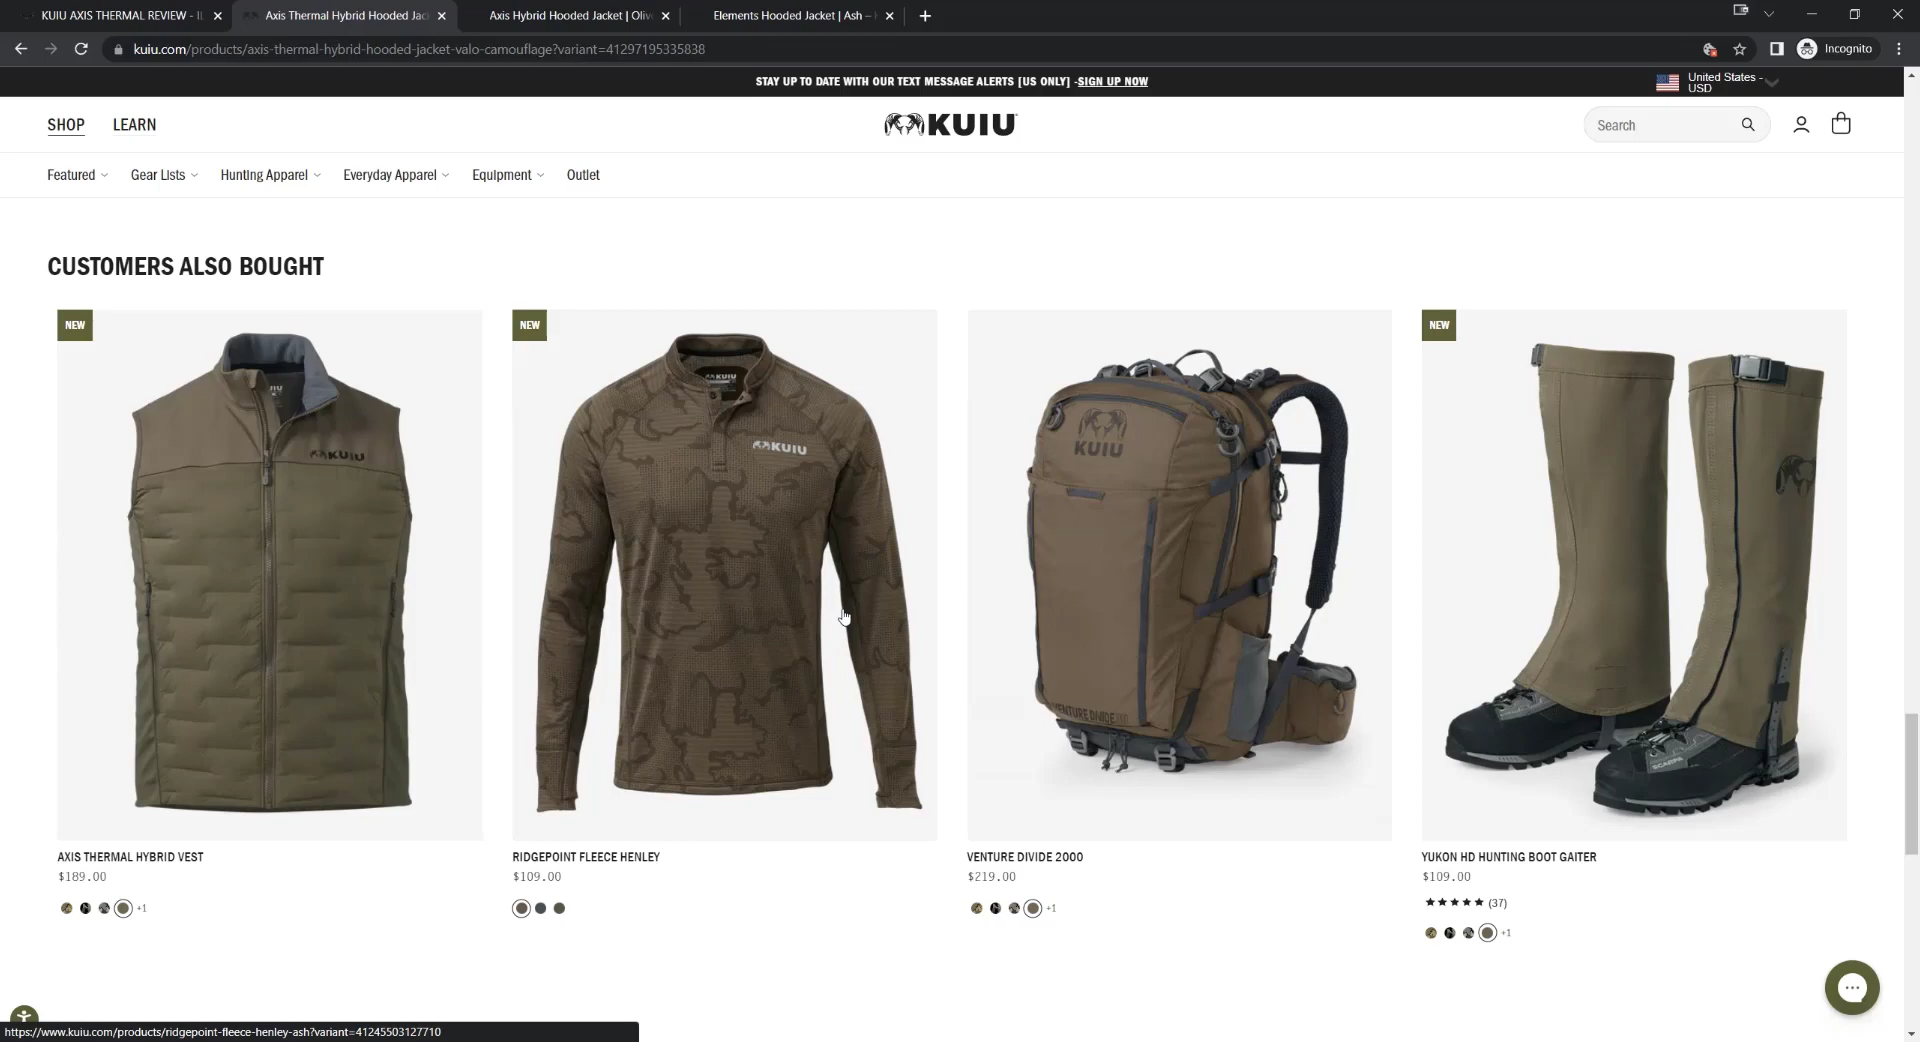 KUIU AXIS THERMAL REVIEW - IL
Axis Thermal Hybrid Hooded Jac
Axis Hybrid Hooded Jacket | Oliv
Elements Hooded Jacket | Ash –
kuiu.com/products/axis-thermal-hybrid-hooded-jacket-valo-camouflage?variant=41297195335838
Incognito
STAY UP TO DATE WITH OUR TEXT MESSAGE ALERTS [US ONLY] -SIGN UP NOW
United States -
USD
SHOP
LEARN
KUIU
Search
Featured
Gear Lists
Hunting Apparel
Everyday Apparel
Equipment
Outlet
CUSTOMERS ALSO BOUGHT
NEW
NEW
NEW
KUIU
KUIU
KUIU
KUIU
VENTURE DIVIDE
SCARPA
AXIS THERMAL HYBRID VEST
$189.00
+1
RIDGEPOINT FLEECE HENLEY
$109.00
VENTURE DIVIDE 2000
$219.00
+1
YUKON HD HUNTING BOOT GAITER
$109.00
★★★★★ (37)
+1
https://www.kuiu.com/products/ridgepoint-fleece-henley-ash?variant=41245503127710